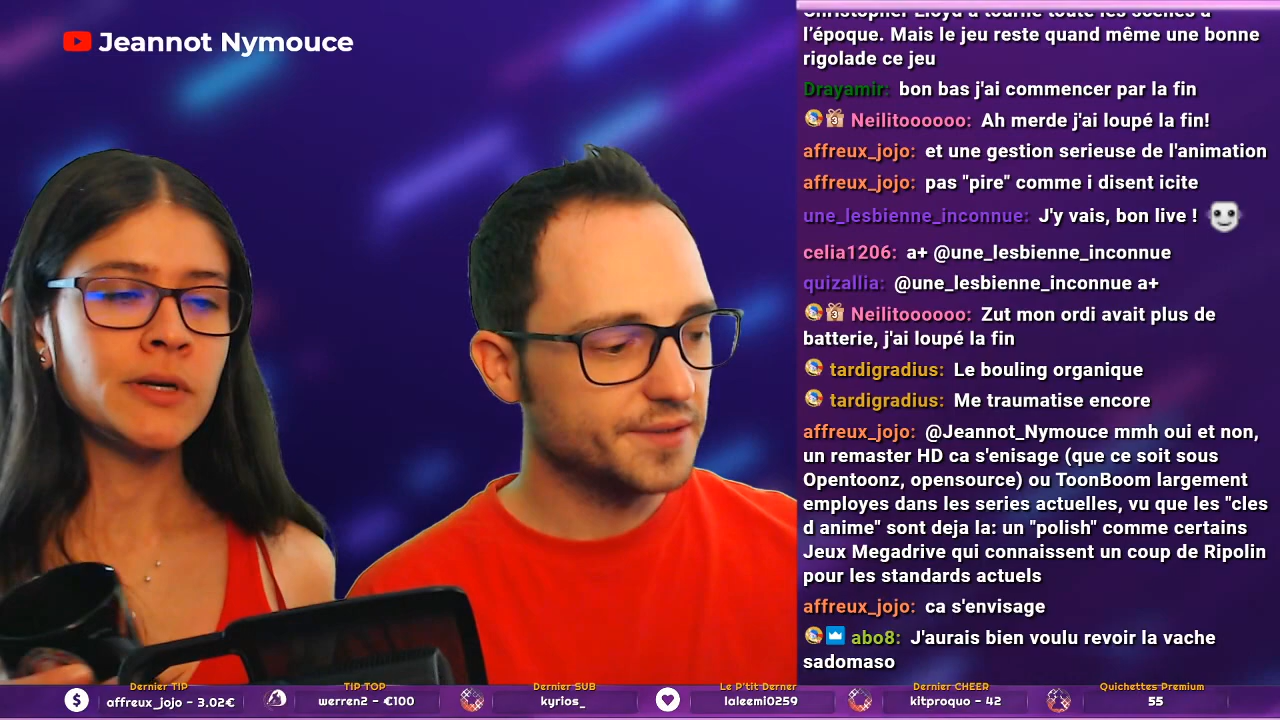 Jeannot Nymouce
Christopher Lloyd a tourné toute les scènes à
l'époque. Mais le jeu reste quand même une bonne
rigolade ce jeu
Drayamir: bon bas j'ai commencer par la fin
Neilitoooooo: Ah merde j'ai loupé la fin!
affreux_jojo: et une gestion serieuse de l'animation
affreux_jojo: pas "pire" comme i disent icite
une_lesbienne_inconnue: J'y vais, bon live !
celia1206: a+ @une_lesbienne_inconnue
quizallia: @une_lesbienne_inconnue a+
Neilitoooooo: Zut mon ordi avait plus de
batterie, j'ai loupé la fin
tardigradius: Le bouling organique
tardigradius: Me traumatise encore
affreux_jojo: @Jeannot_Nymouce mmh oui et non,
un remaster HD ca s'enisage (que ce soit sous
Opentoonz, opensource) ou ToonBoom largement
employes dans les series actuelles, vu que les "cles
d anime" sont deja la: un "polish" comme certains
Jeux Megadrive qui connaissent un coup de Ripolin
pour les standards actuels
affreux_jojo: ca s'envisage
abo8: J'aurais bien voulu revoir la vache
sadomaso
Dernier TIP
affreux_jojo - 3.02€
TIP TOP
werren2 - €100
Dernier SUB
kyrios_
Le P'tit Derner
laleemi0259
Dernier CHEER
kitproquo - 42
Quichettes Premium
55